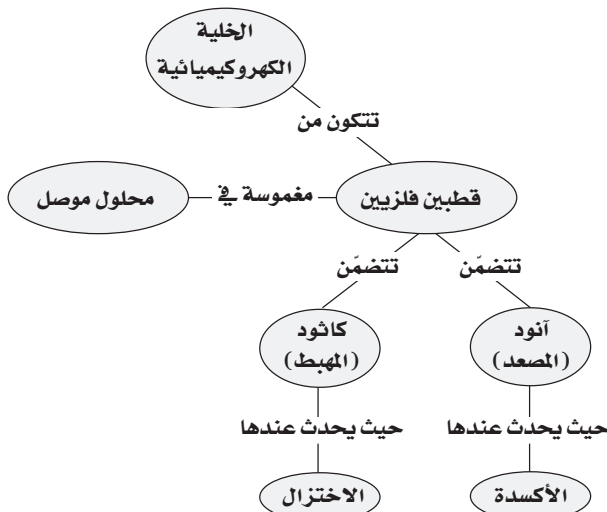 الخلية
الكهروكيميائية
تتكون من
قطبين فلزيين
مغموسة في
محلول موصل
تتضمّن
تتضمّن
آنود
(المصعد)
كاثود
(المهبط)
حيث يحدث عندها
حيث يحدث عندها
الأكسدة
الاختزال